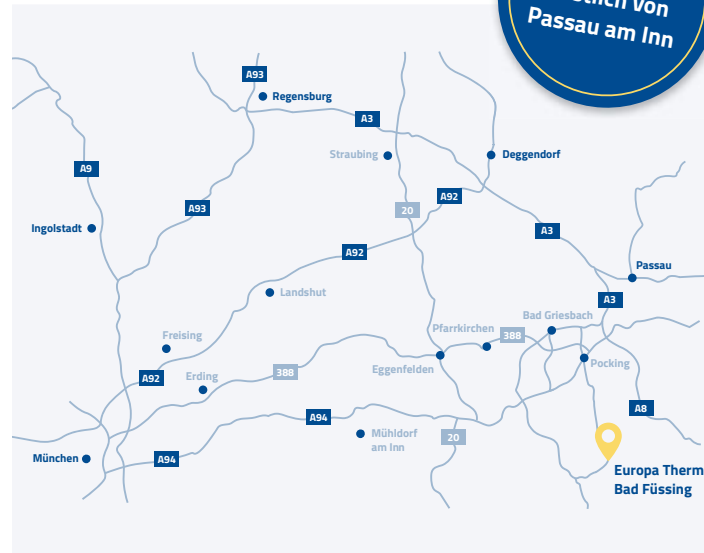 von
Passau am Inn
A93
Regensburg
A3
Straubing
Deggendorf
A9
A92
A93
20
Ingolstadt
A3
A92
Passau
Landshut
A3
Bad Griesbach
Pfarrkirchen
388
Freising
Eggenfelden
Pocking
A92
Erding
388
A94
A8
Mühldorf
am Inn
20
München
A94
Europa Therm
Bad Füssing